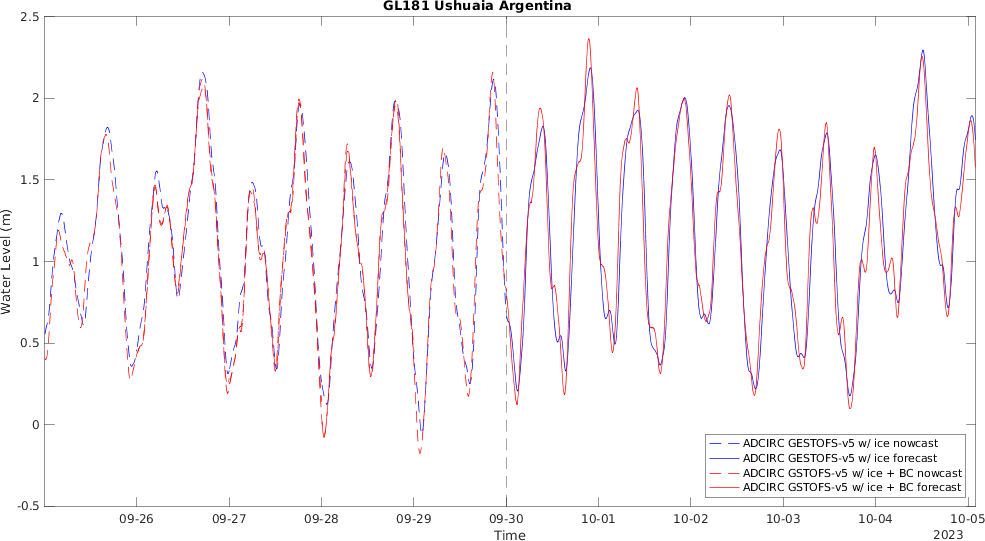 GL181 Ushuaia Argentina
2.5
2
1.5
1
0.5
0
-0.5
Water Level (m)
ADCIRC GESTOFS-v5 w/ ice nowcast
ADCIRC GESTOFS-v5 w/ ice forecast
ADCIRC GSTOFS-v5 w/ ice + BC nowcast
ADCIRC GSTOFS-v5 w/ ice + BC forecast
09-26 09-27 09-28 09-29 09-30 10-01 10-02 10-03 10-04 10-05
Time
2023